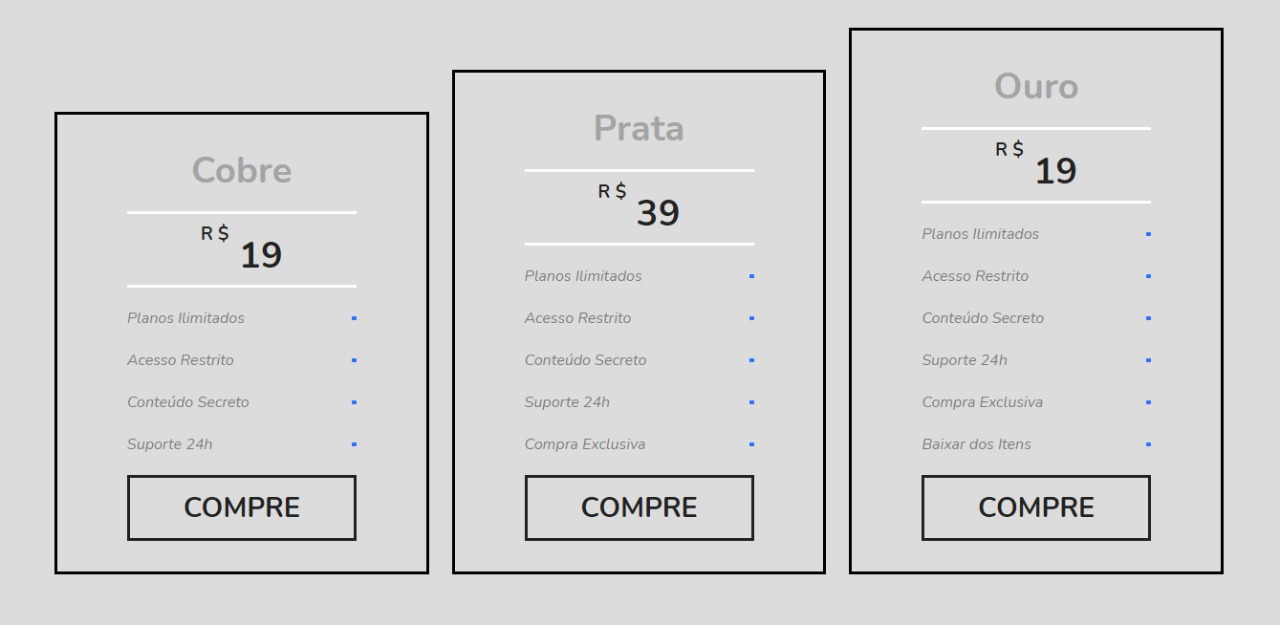 Cobre
R $ 19
Planos Ilimitados
Acesso Restrito
Conteúdo Secreto
Suporte 24h
COMPRE
Prata
R $ 39
Planos Ilimitados
Acesso Restrito
Conteúdo Secreto
Suporte 24h
Compra Exclusiva
COMPRE
Ouro
R $ 19
Planos Ilimitados
Acesso Restrito
Conteúdo Secreto
Suporte 24h
Compra Exclusiva
Baixar dos Itens
COMPRE